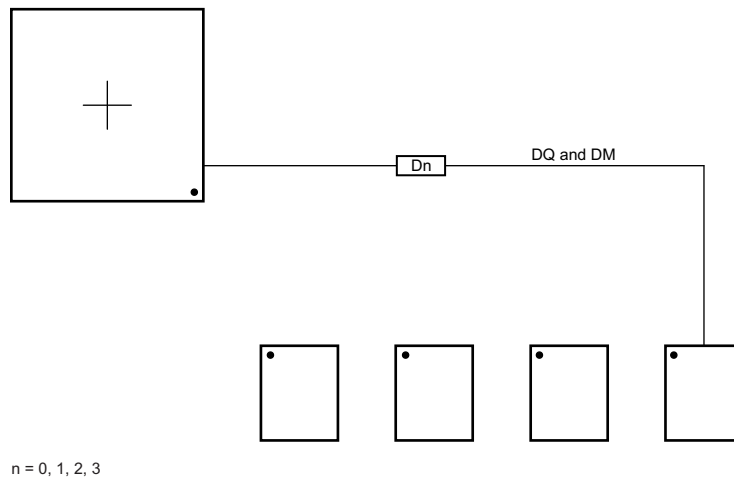 DQ and DM
Dn
n = 0, 1, 2, 3